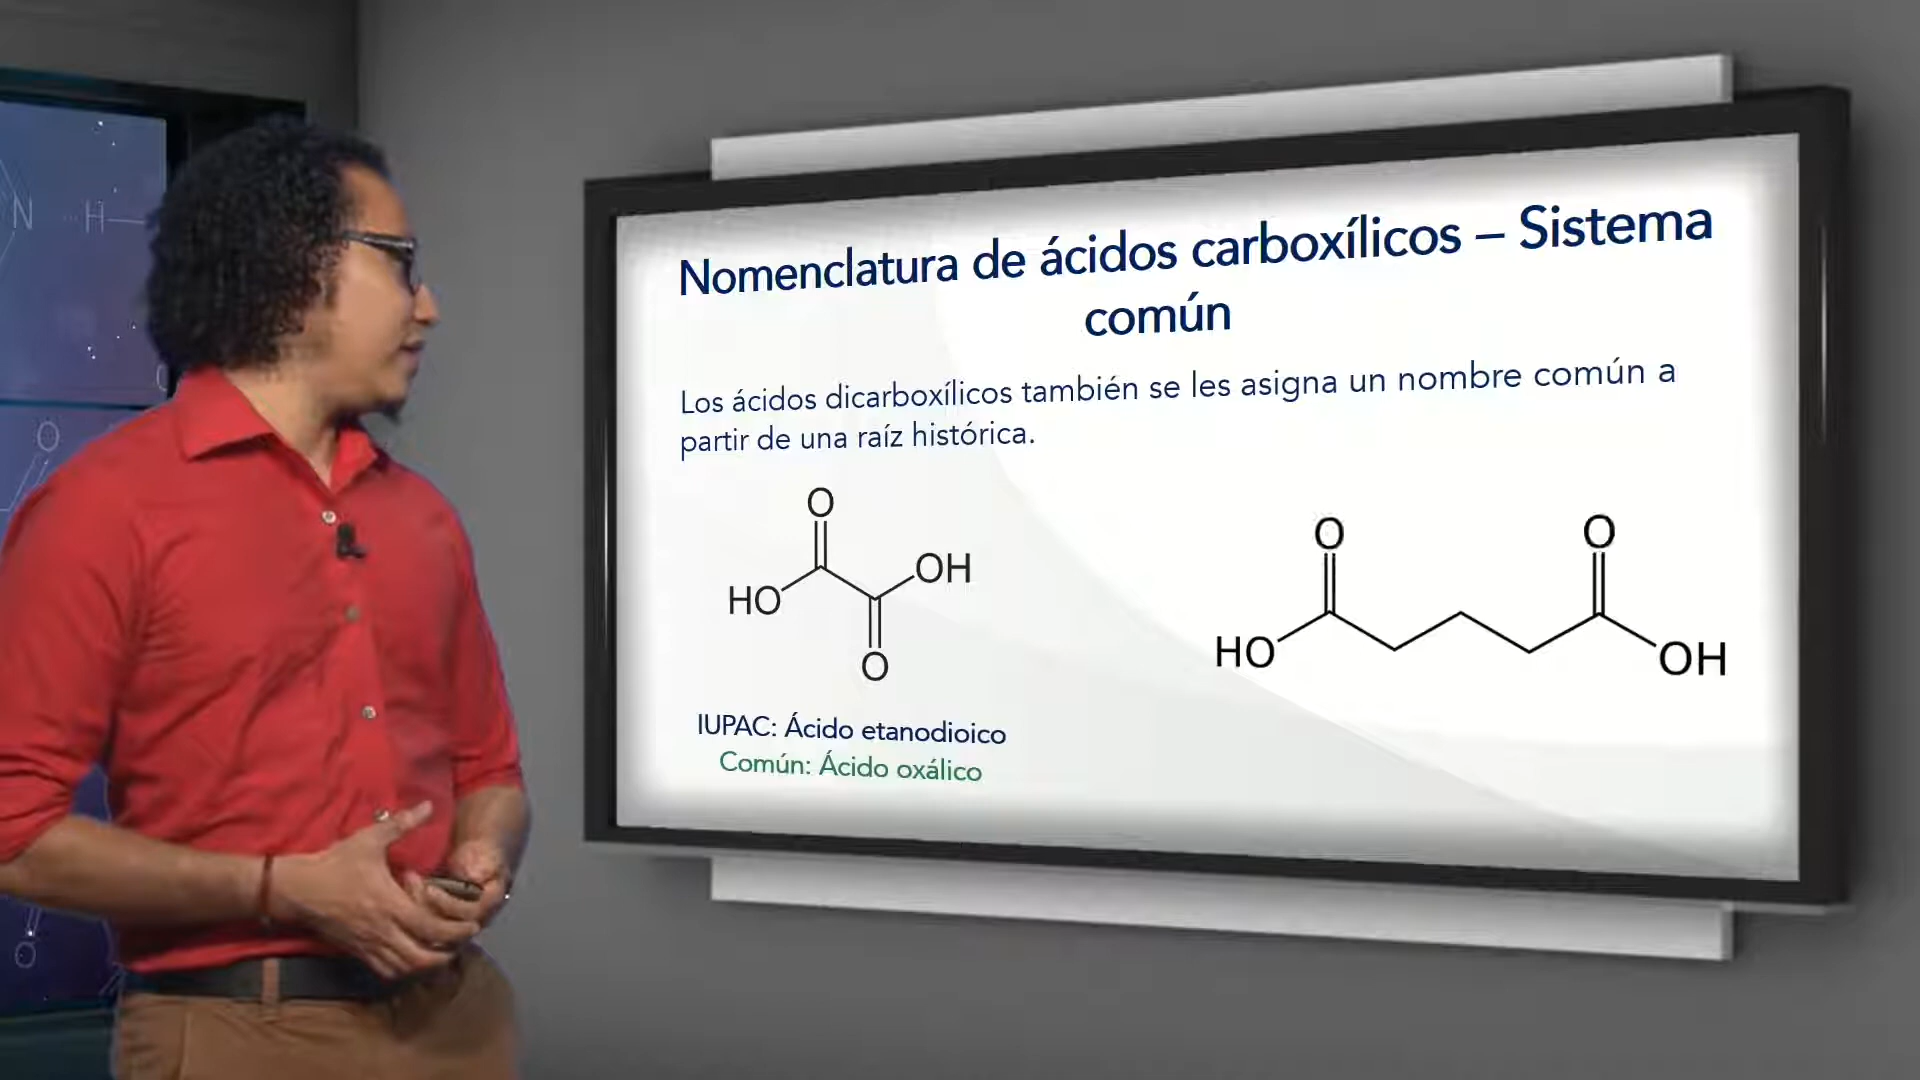 Nomenclatura de ácidos carboxílicos – Sistema
común
Los ácidos dicarboxílicos también se les asigna un nombre común a
partir de una raíz histórica.
O
OH
HO
O
O
O
HO
OH
IUPAC: Ácido etanodioico
Común: Ácido oxálico
N H
O
O